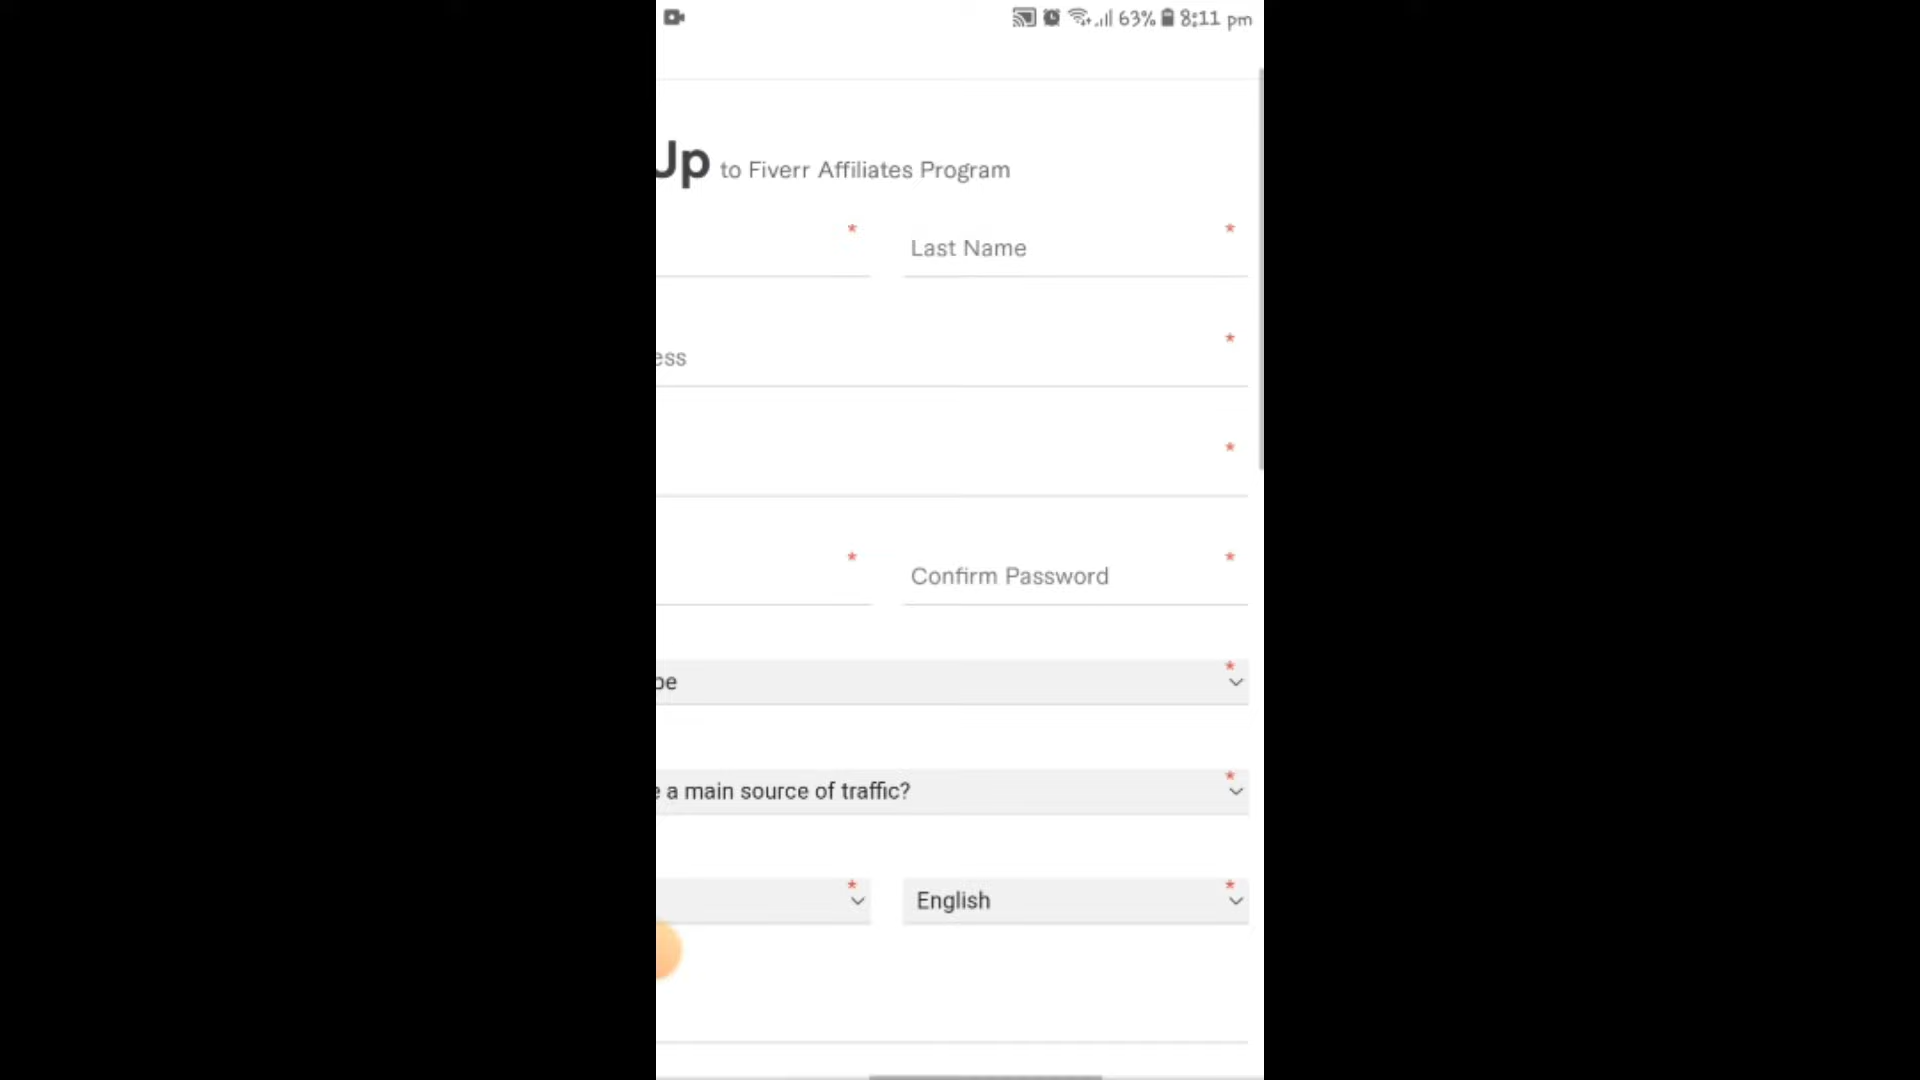 63% 8:11 pm
Up to Fiverr Affiliates Program
* Last Name *
ess *
*
* Confirm Password *
pe *
e a main source of traffic? *
* English *